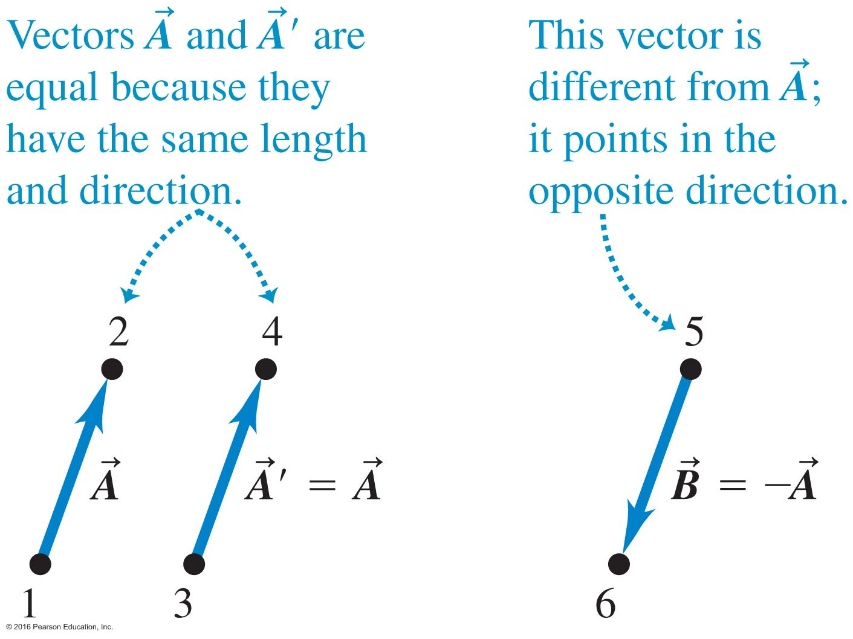 Vectors A⃗ and A⃗′ are
equal because they
have the same length
and direction.
This vector is
different from A⃗;
it points in the
opposite direction.
2
4
5
A⃗
A⃗′ = A⃗
B⃗ = −A⃗
1
3
6
© 2016 Pearson Education, Inc.